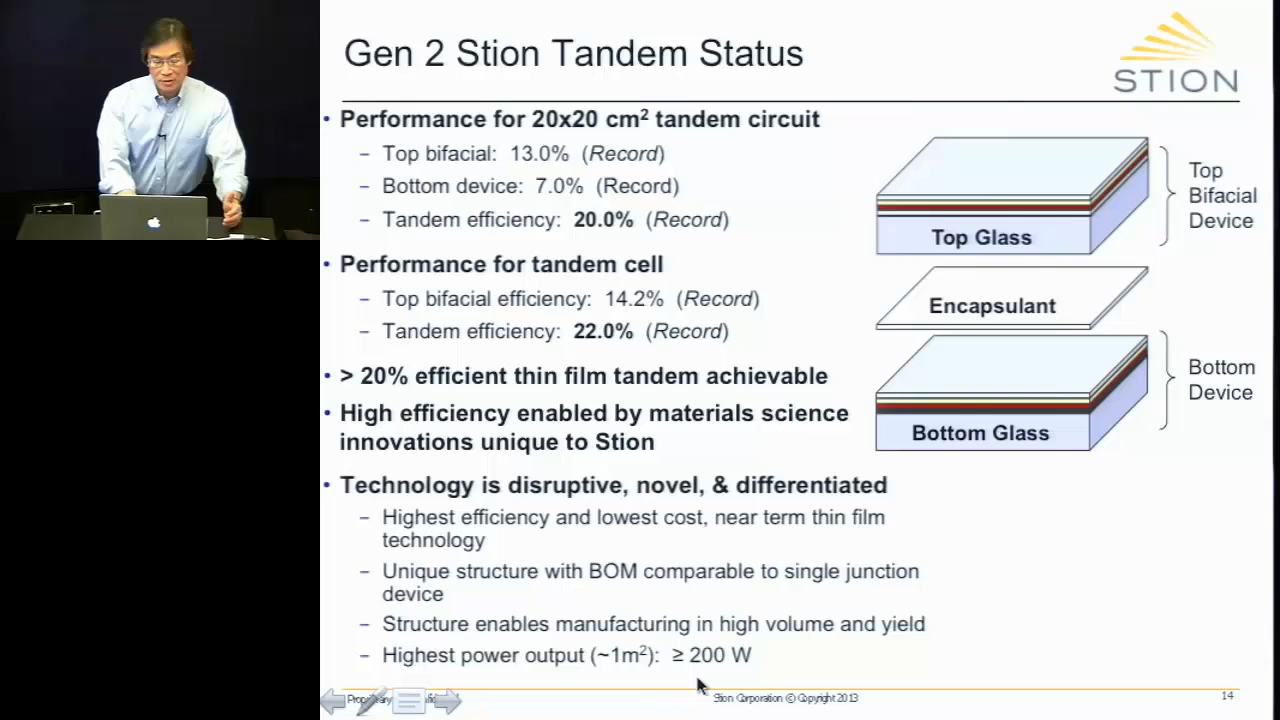 Gen 2 Stion Tandem Status
STION
• Performance for 20x20 cm² tandem circuit
– Top bifacial: 13.0% (Record)
– Bottom device: 7.0% (Record)
– Tandem efficiency: 20.0% (Record)
• Performance for tandem cell
– Top bifacial efficiency: 14.2% (Record)
– Tandem efficiency: 22.0% (Record)
• > 20% efficient thin film tandem achievable
• High efficiency enabled by materials science
innovations unique to Stion
• Technology is disruptive, novel, & differentiated
– Highest efficiency and lowest cost, near term thin film
technology
– Unique structure with BOM comparable to single junction
device
– Structure enables manufacturing in high volume and yield
– Highest power output (~1m²): ≥ 200 W
Top
Bifacial
Device
Top Glass
Encapsulant
Bottom
Device
Bottom Glass
Stion Corporation © Copyright 2013
14